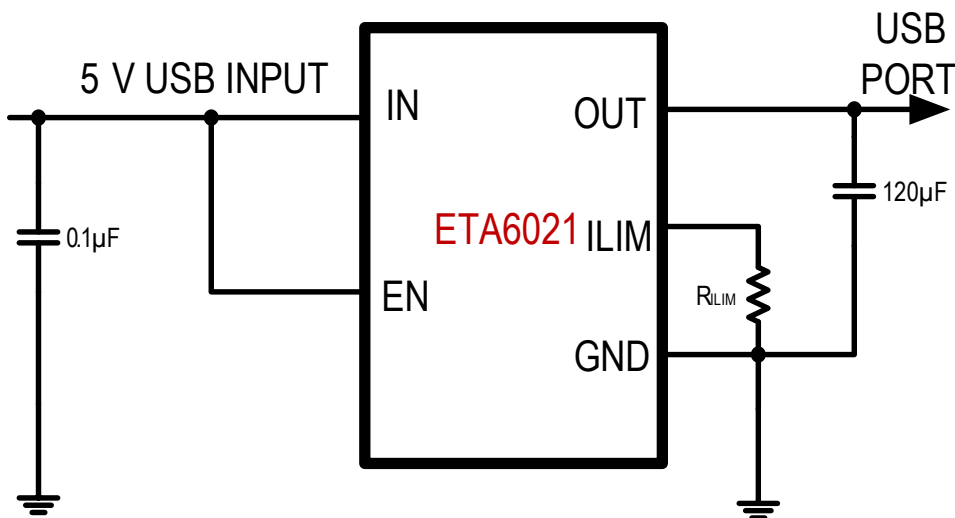 5 V USB INPUT
USB
PORT
IN
OUT
0.1µF
120µF
ETA6021
ILIM
EN
RILIM
GND